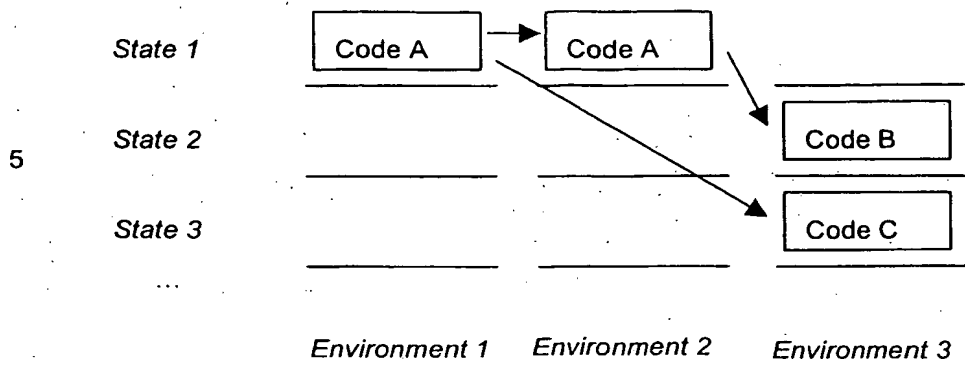 State 1 Code A Code A
State 2 Code B
5
State 3 Code C
...
Environment 1 Environment 2 Environment 3